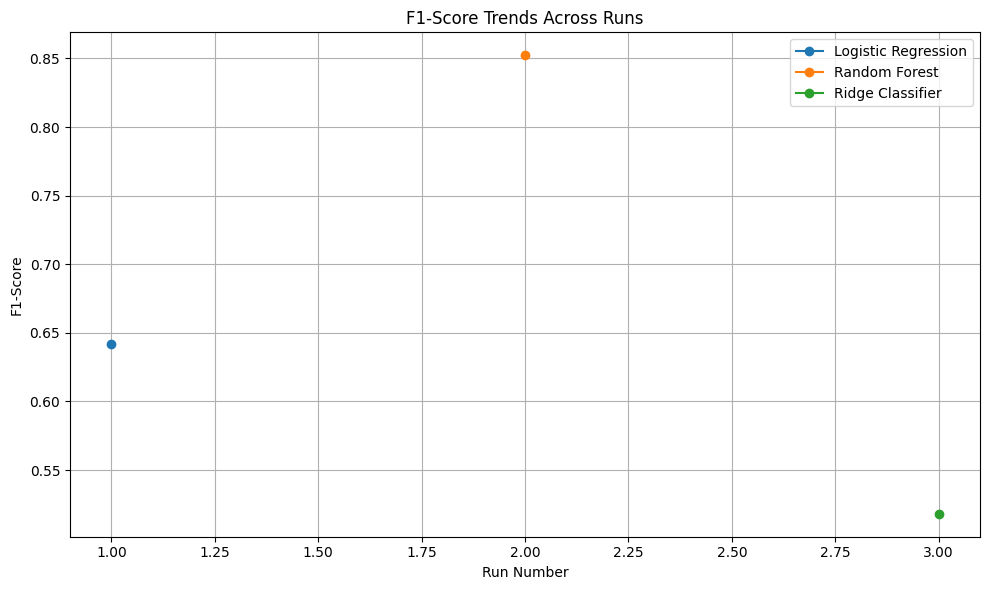 F1-Score Trends Across Runs
Logistic Regression
Random Forest
Ridge Classifier
F1-Score
0.85
0.80
0.75
0.70
0.65
0.60
0.55
1.00 1.25 1.50 1.75 2.00 2.25 2.50 2.75 3.00
Run Number